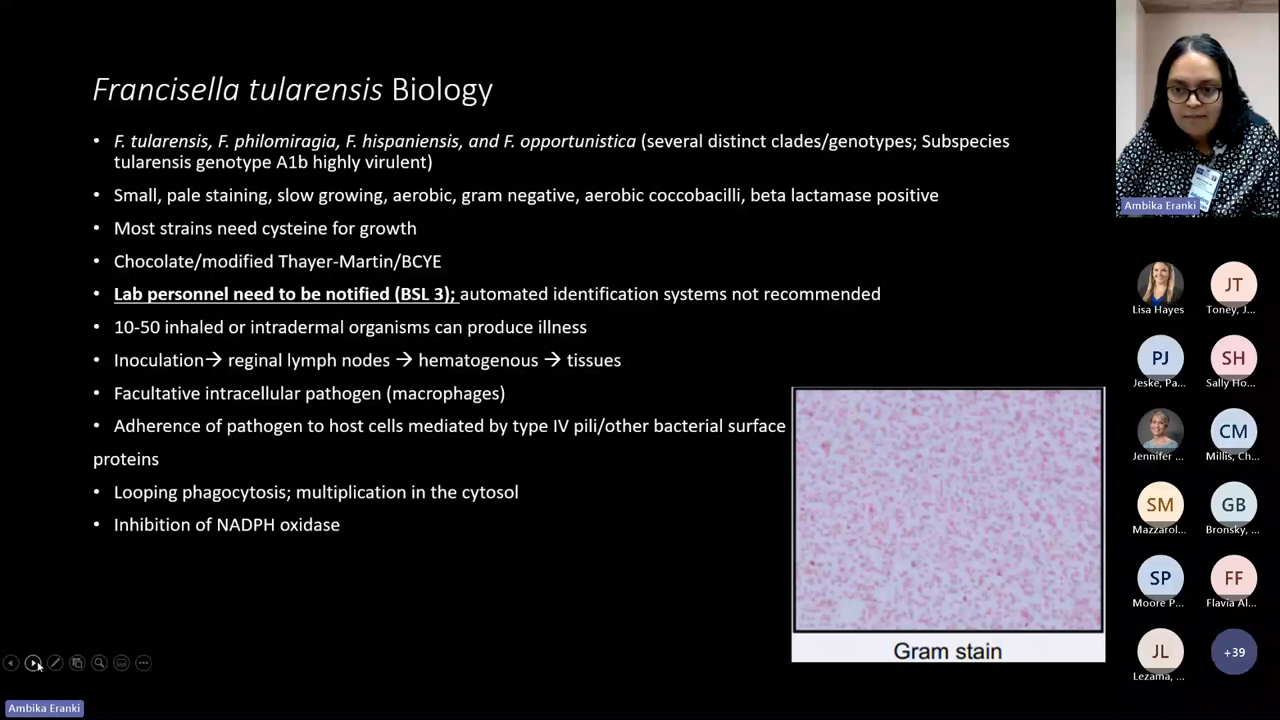 Francisella tularensis Biology
• F. tularensis, F. philomiragia, F. hispaniensis, and F. opportunistica (several distinct clades/genotypes; Subspecies
tularensis genotype A1b highly virulent)
• Small, pale staining, slow growing, aerobic, gram negative, aerobic coccobacilli, beta lactamase positive
• Most strains need cysteine for growth
• Chocolate/modified Thayer-Martin/BCYE
• Lab personnel need to be notified (BSL 3); automated identification systems not recommended
• 10-50 inhaled or intradermal organisms can produce illness
• Inoculation→ reginal lymph nodes → hematogenous → tissues
• Facultative intracellular pathogen (macrophages)
• Adherence of pathogen to host cells mediated by type IV pili/other bacterial surface
proteins
• Looping phagocytosis; multiplication in the cytosol
• Inhibition of NADPH oxidase
Gram stain
Ambika Eranki
Ambika Eranki
JT
Lisa Hayes
Toney, J...
PJ
SH
Jeske, Pa...
Sally Ho...
CM
Jennifer ...
Millis, Ch...
SM
GB
Mazzarol...
Bronsky, ...
SP
FF
Moore P...
Flavia Al...
JL
+39
Lezama, ...